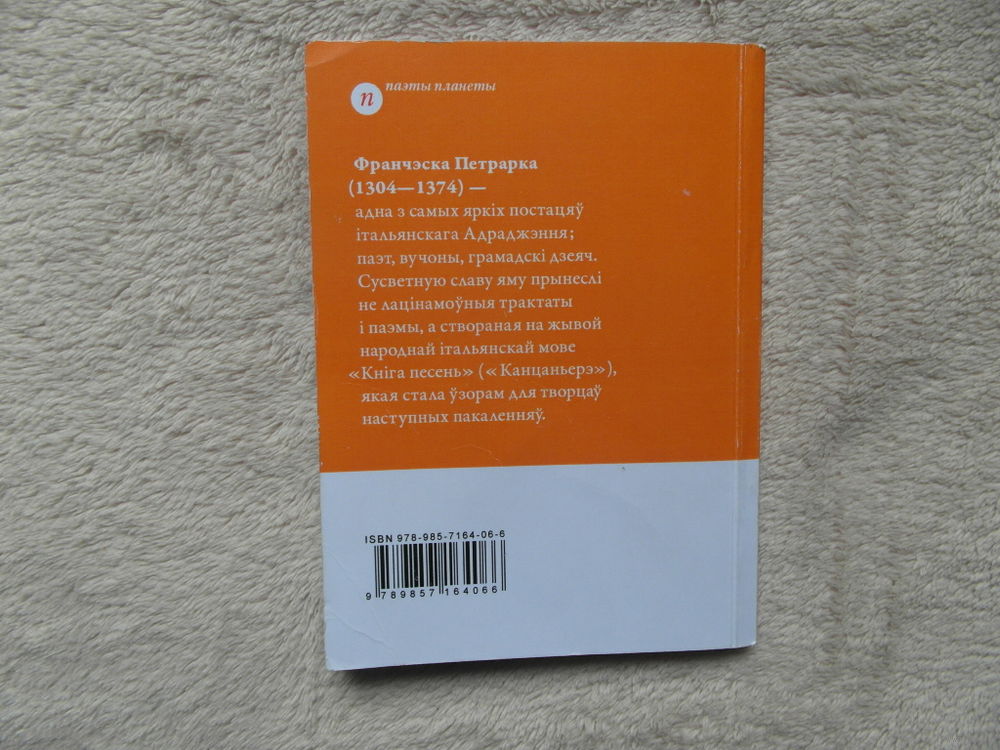 п
паэты планеты
Франчэска Петрарка
(1304—1374) —
адна з самых яркіх постацяў
італьянскага Адраджэння;
паэт, вучоны, грамадскі дзеяч.
Сусветную славу яму прынеслі
не лацінамоўныя трактаты
і паэмы, а створаная на жывой
народнай італьянскай мове
«Кніга песень» («Канцаньерэ»),
якая стала ўзорам для творцаў
наступных пакаленняў.
ISBN 978-985-7164-06-6
9 789857 164066